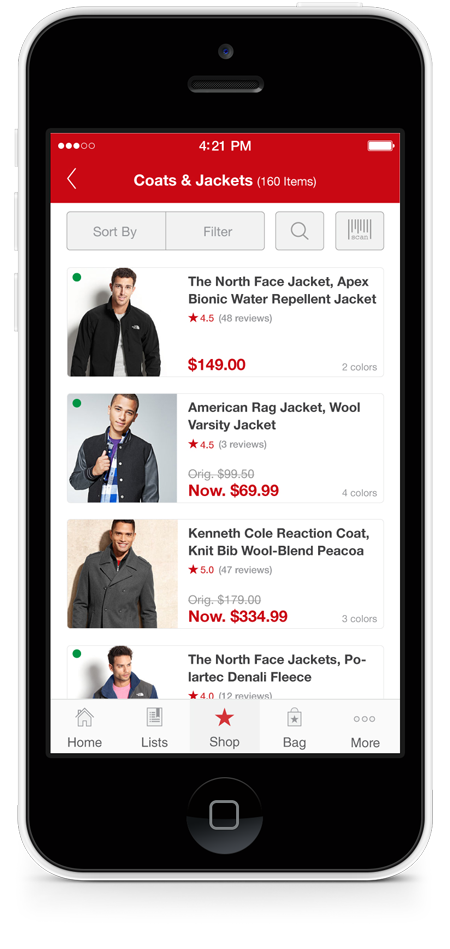 4:21 PM
Coats & Jackets (160 Items)
Sort By
Filter
scan
The North Face Jacket, Apex
Bionic Water Repellent Jacket
4.5 (48 reviews)
$149.00
2 colors
American Rag Jacket, Wool
Varsity Jacket
4.5 (3 reviews)
Orig. $99.50
Now. $69.99
4 colors
Kenneth Cole Reaction Coat,
Knit Bib Wool-Blend Peacoa
5.0 (47 reviews)
Orig. $179.00
Now. $334.99
3 colors
The North Face Jackets, Po-
lartec Denali Fleece
4.0 (12 reviews)
Home
Lists
Shop
Bag
More